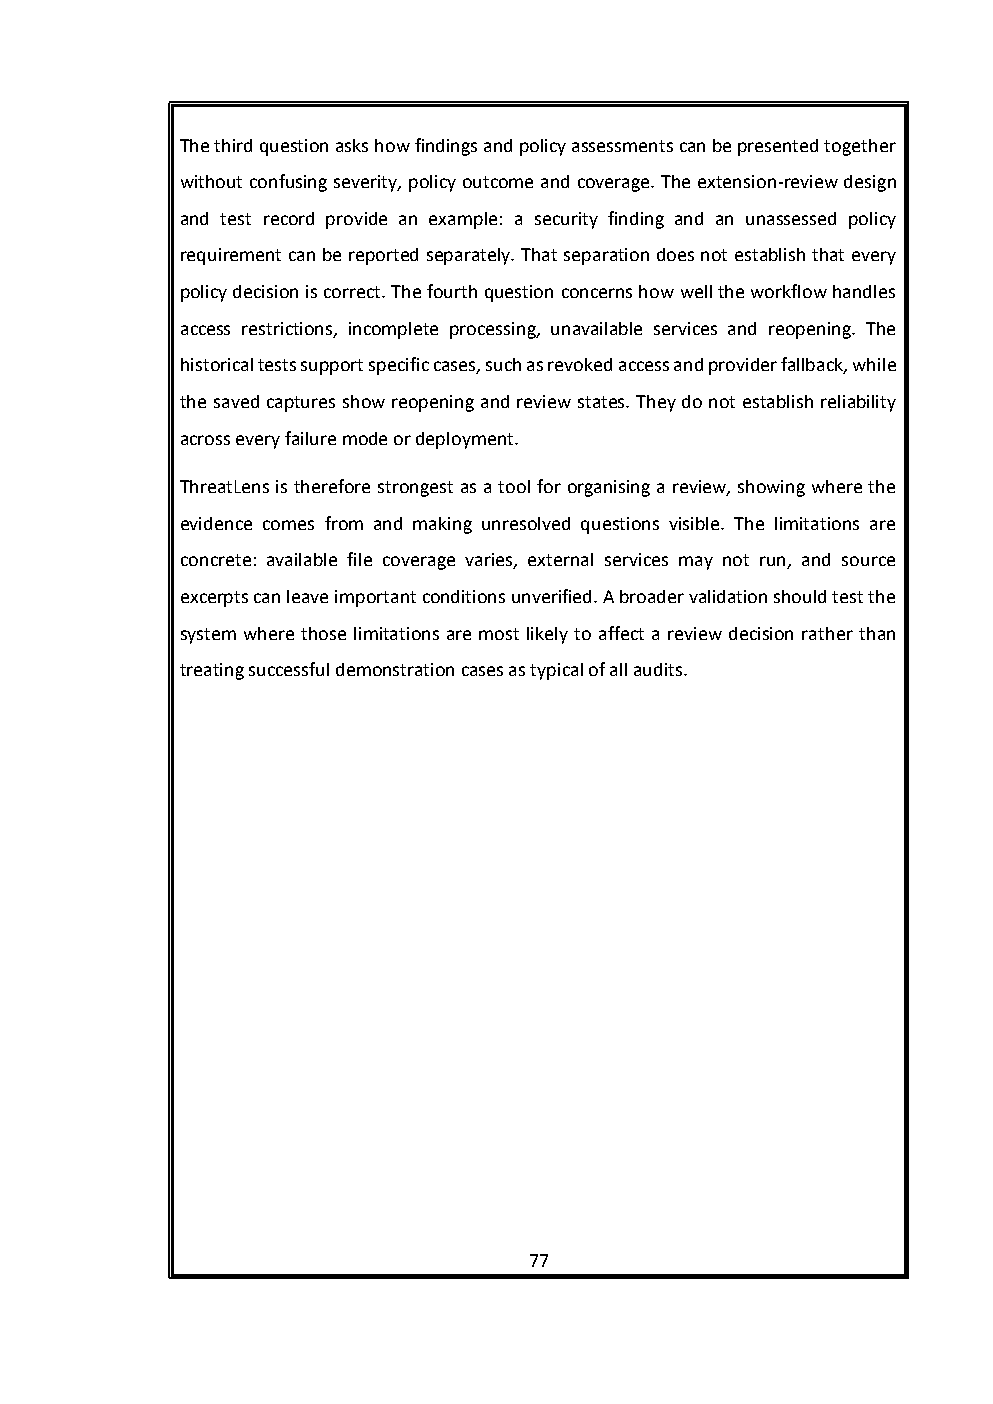 The third question asks how findings and policy assessments can be presented together
without confusing severity, policy outcome and coverage. The extension-review design
and test record provide an example: a security finding and an unassessed policy
requirement can be reported separately. That separation does not establish that every
policy decision is correct. The fourth question concerns how well the workflow handles
access restrictions, incomplete processing, unavailable services and reopening. The
historical tests support specific cases, such as revoked access and provider fallback, while
the saved captures show reopening and review states. They do not establish reliability
across every failure mode or deployment.
ThreatLens is therefore strongest as a tool for organising a review, showing where the
evidence comes from and making unresolved questions visible. The limitations are
concrete: available file coverage varies, external services may not run, and source
excerpts can leave important conditions unverified. A broader validation should test the
system where those limitations are most likely to affect a review decision rather than
treating successful demonstration cases as typical of all audits.
77